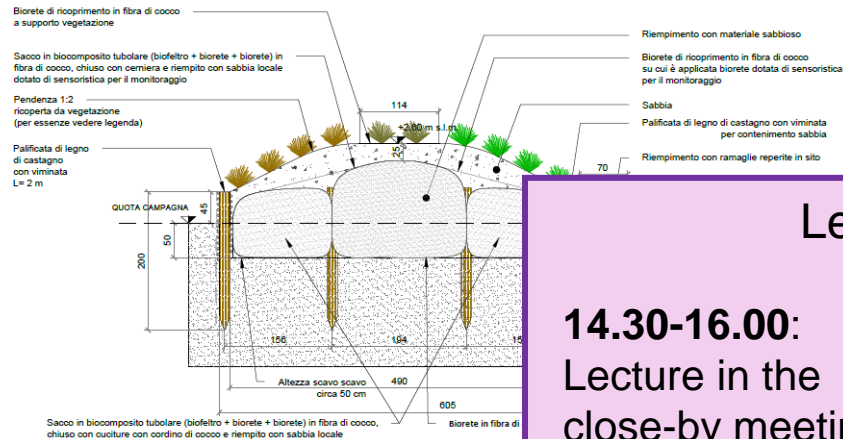 Biorete di ricoprimento in fibra di cocco
a supporto vegetazione
Sacco in biocomposito tubolare (biofeltro + biorete + biorete) in
fibra di cocco, chiuso con cerniera e riempito con sabbia locale
dotato di sensoristica per il monitoraggio
Pendenza 1:2
ricoperta da vegetazione
(per essenze vedere legenda)
Palificata di legno
di castagno
con viminata
L= 2 m
Riempimento con materiale sabbioso
Biorete di ricoprimento in fibra di cocco
su cui è applicata biorete dotata di sensoristica
per il monitoraggio
Sabbia
Palificata di legno di castagno con viminata
per contenimento sabbia
Riempimento con ramaglie reperite in sito
114
+2.60 m s.l.m.
25
70
QUOTA CAMPAGNA
45
50
200
156
194
15
Altezza scavo scavo
circa 50 cm
490
605
Sacco in biocomposito tubolare (biofeltro + biorete + biorete) in fibra di cocco,
chiuso con cuciture con cordino di cocco e riempito con sabbia locale
Biorete in fibra di
Le
14.30-16.00:
Lecture in the
close-by meetin